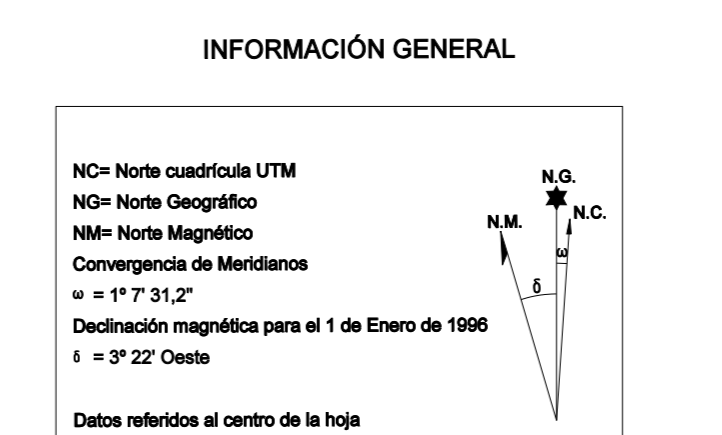 INFORMACIÓN GENERAL
NC= Norte cuadrícula UTM
NG= Norte Geográfico
NM= Norte Magnético
Convergencia de Meridianos
ω = 1º 7' 31,2"
Declinación magnética para el 1 de Enero de 1996
δ = 3º 22' Oeste
Datos referidos al centro de la hoja
N.G.
N.C.
N.M.
ω
δ